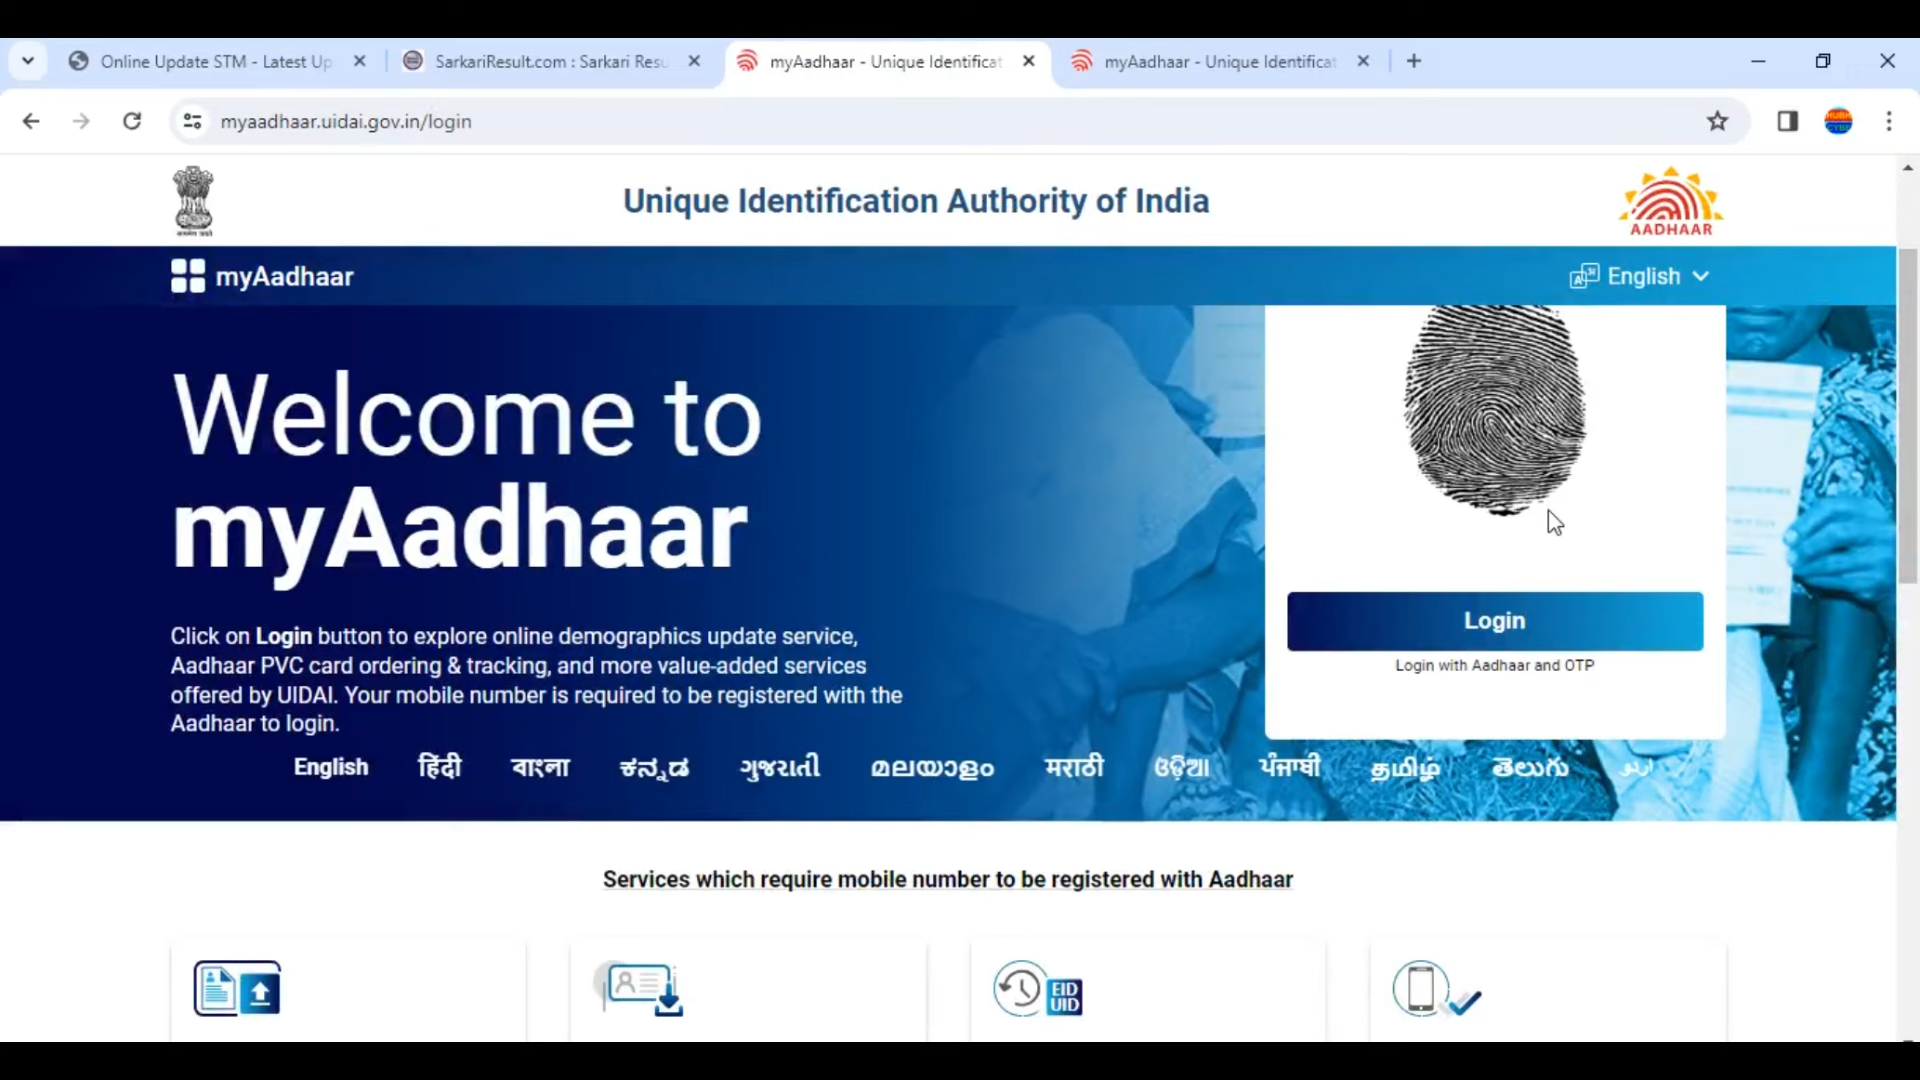 Online Update STM - Latest Up
SarkariResult.com : Sarkari Resu
myAadhaar - Unique Identificat
myAadhaar - Unique Identificat
myaadhaar.uidai.gov.in/login
Unique Identification Authority of India
AADHAAR
myAadhaar
English
Welcome to
myAadhaar
Click on Login button to explore online demographics update service,
Aadhaar PVC card ordering & tracking, and more value-added services
offered by UIDAI. Your mobile number is required to be registered with the
Aadhaar to login.
Login
Login with Aadhaar and OTP
English हिंदी বাংলা ಕನ್ನಡ ગુજરાતી മലയാളം मराठी ଓଡ଼ିଆ ਪੰਜਾਬੀ தமிழ் తెలుగు اردو
Services which require mobile number to be registered with Aadhaar
EID
UID